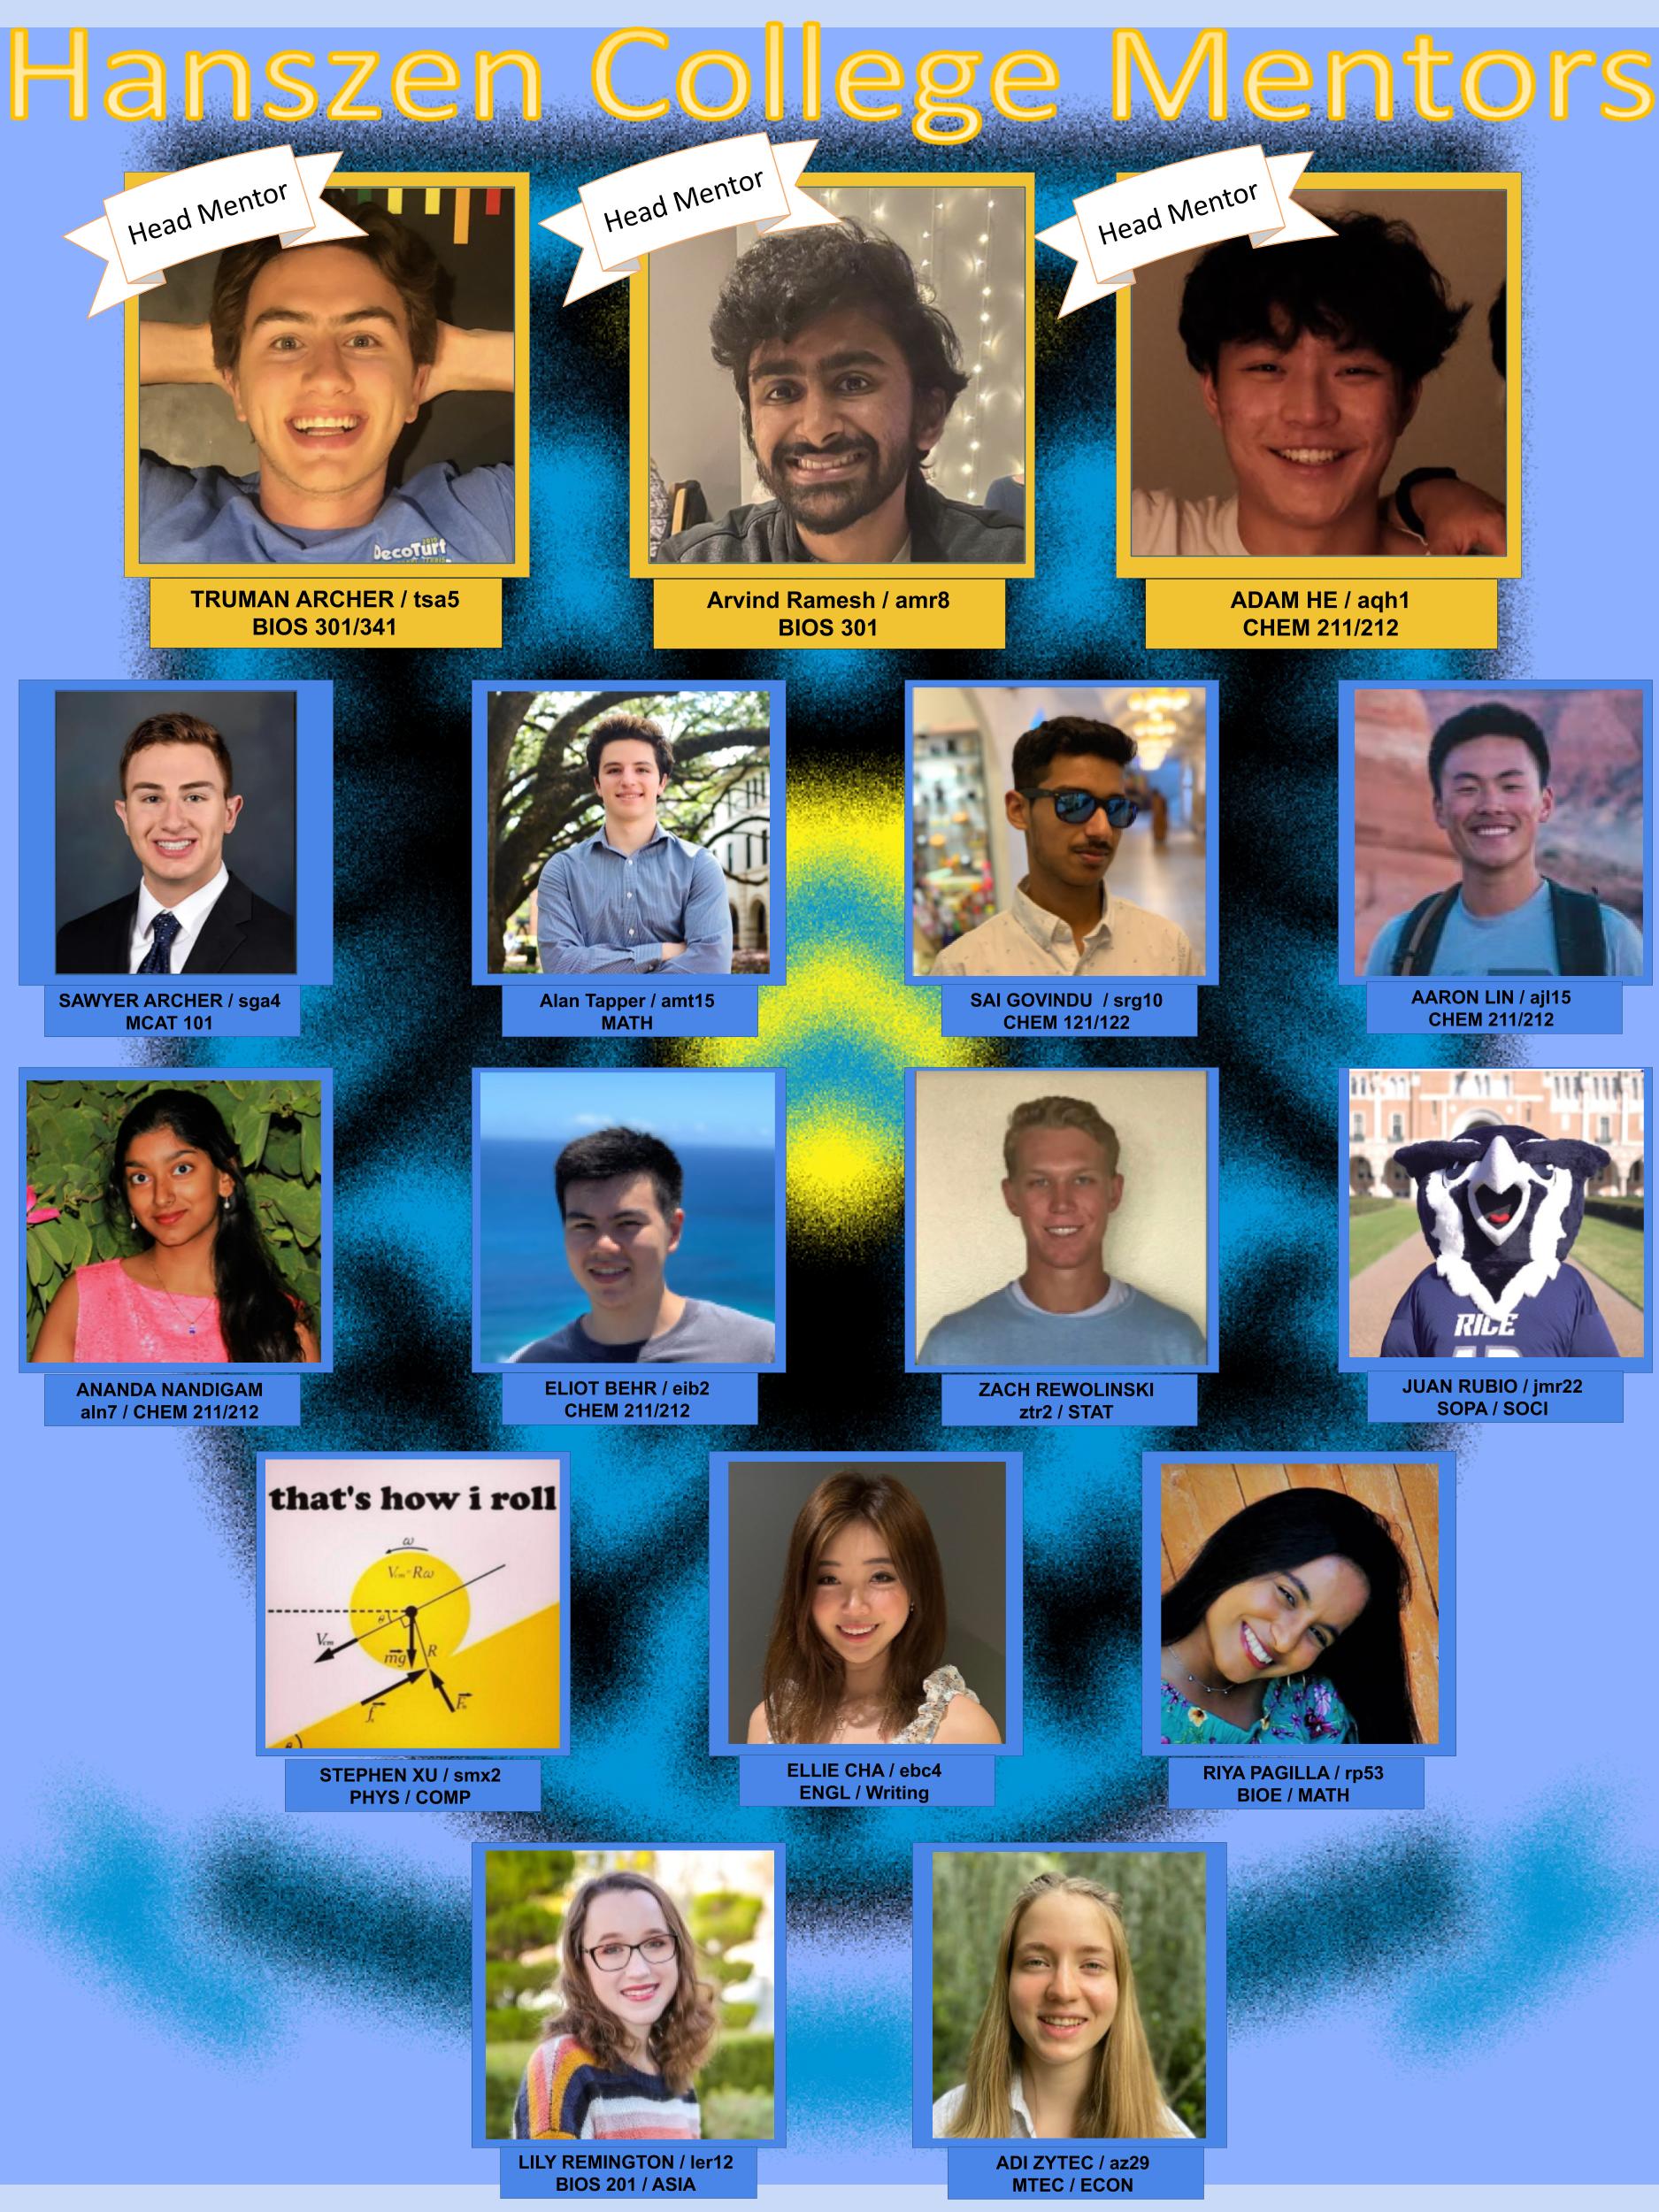 Hanszen College Mentors
Head Mentor
Head Mentor
Head Mentor
DecoTurf
TRUMAN ARCHER / tsa5
BIOS 301/341
Arvind Ramesh / amr8
BIOS 301
ADAM HE / aqh1
CHEM 211/212
SAWYER ARCHER / sga4
MCAT 101
Alan Tapper / amt15
MATH
SAI GOVINDU / srg10
CHEM 121/122
AARON LIN / ajl15
CHEM 211/212
RICE
ANANDA NANDIGAM
aln7 / CHEM 211/212
ELIOT BEHR / eib2
CHEM 211/212
ZACH REWOLINSKI
ztr2 / STAT
JUAN RUBIO / jmr22
SOPA / SOCI
that's how i roll
ω
Vcm=Rω
θ
Vcm
mg
R
STEPHEN XU / smx2
PHYS / COMP
ELLIE CHA / ebc4
ENGL / Writing
RIYA PAGILLA / rp53
BIOE / MATH
LILY REMINGTON / ler12
BIOS 201 / ASIA
ADI ZYTEC / az29
MTEC / ECON